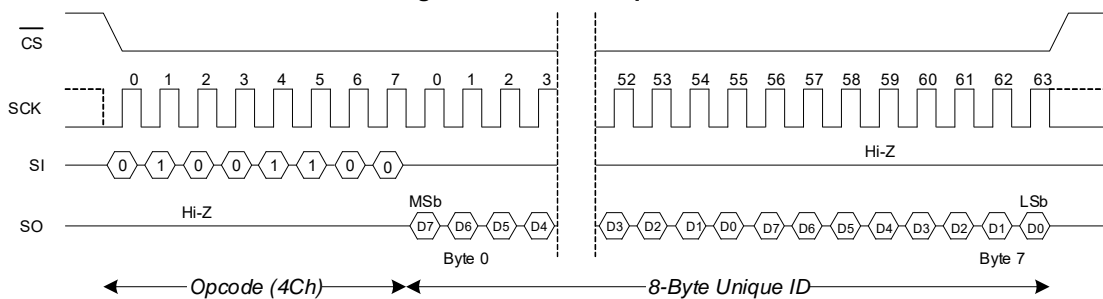 CS
0 1 2 3 4 5 6 7 0 1 2 3 52 53 54 55 56 57 58 59 60 61 62 63
SCK
Hi-Z
SI 0 1 0 0 1 1 0 0
MSb LSb
Hi-Z
SO D7 D6 D5 D4 D3 D2 D1 D0 D7 D6 D5 D4 D3 D2 D1 D0
Byte 0 Byte 7
Opcode (4Ch) 8-Byte Unique ID